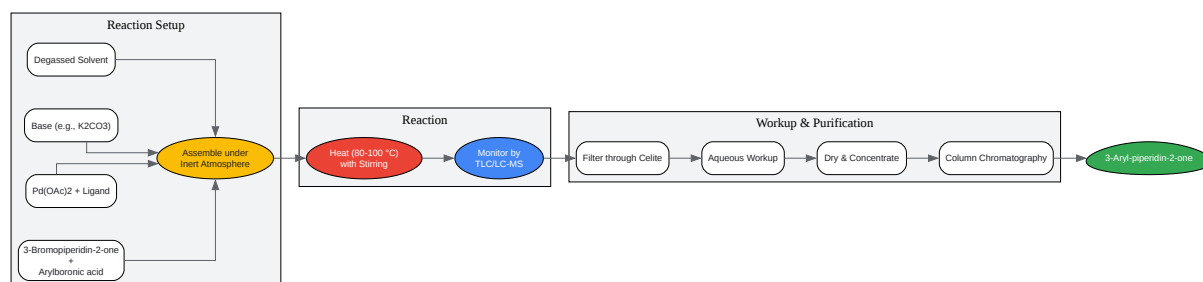 Reaction Setup
Degassed Solvent
Base (e.g., K2CO3)
Pd(OAc)2 + Ligand
3-Bromopiperidin-2-one
+
Arylboronic acid
Assemble under
Inert Atmosphere
Reaction
Heat (80-100 °C)
with Stirring
Monitor by
TLC/LC-MS
Workup & Purification
Filter through Celite
Aqueous Workup
Dry & Concentrate
Column Chromatography
3-Aryl-piperidin-2-one